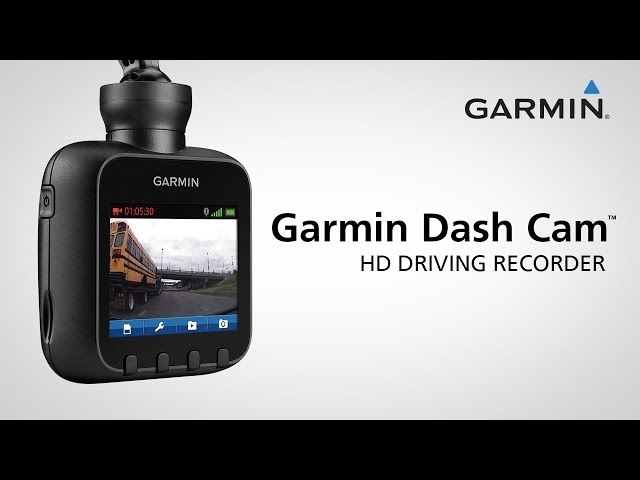 GARMIN®
GARMIN
01:05:30
Garmin Dash Cam™
HD DRIVING RECORDER